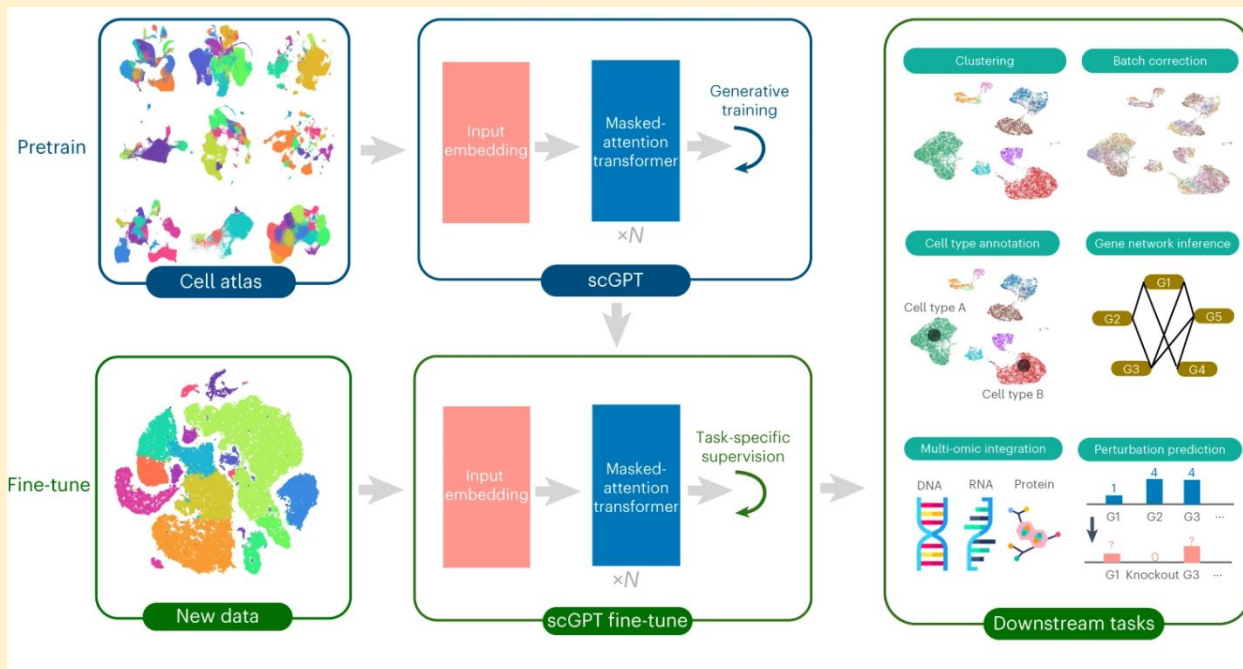 Pretrain
Cell atlas
Input
embedding
Masked-
attention
transformer
×N
Generative
training
scGPT
Fine-tune
New data
Input
embedding
Masked-
attention
transformer
×N
Task-specific
supervision
scGPT fine-tune
Clustering
Batch correction
Cell type annotation
Cell type A
Cell type B
Gene network inference
G1
G2
G5
G3
G4
Multi-omic integration
DNA RNA Protein
Perturbation prediction
1 4 4
G1 G2 G3 ...
? 0 ?
G1 Knockout G3 ...
Downstream tasks